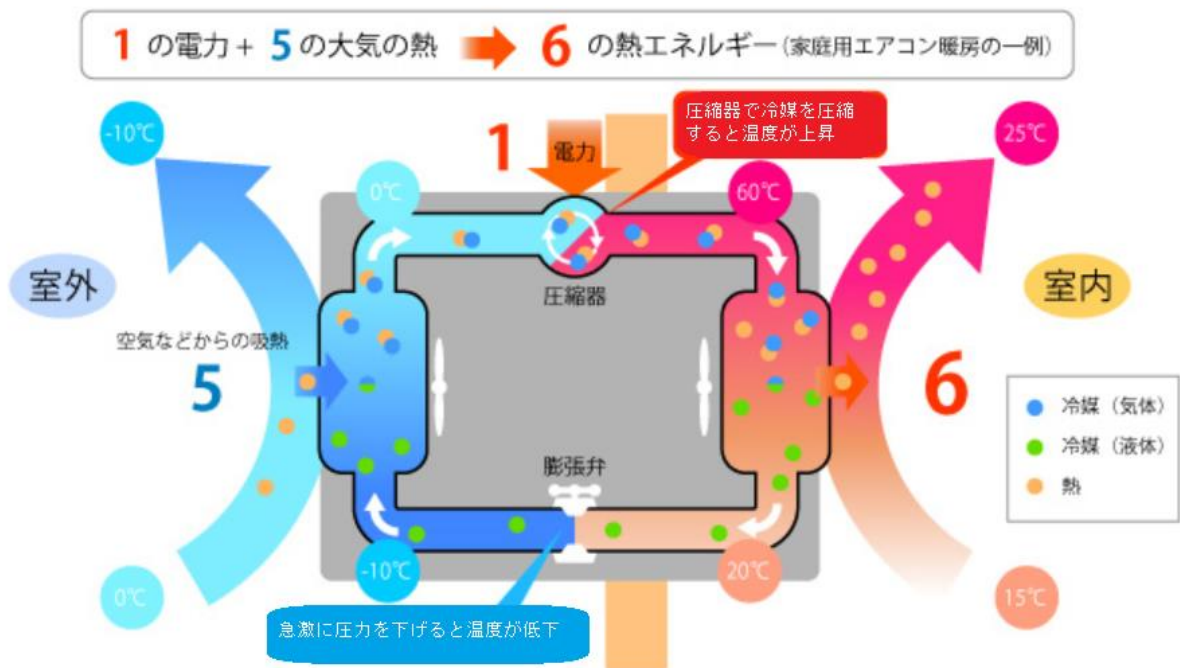 1 の電力 + 5 の大気の熱 6 の熱エネルギー (家庭用エアコン暖房の一例)
-10℃
1
電力
圧縮器で冷媒を圧縮
すると温度が上昇
25℃
0℃
60℃
室外
圧縮器
室内
空気などからの吸熱
5
6
冷媒 (気体)
冷媒 (液体)
熱
膨張弁
0℃
-10℃
20℃
15℃
急激に圧力を下げると温度が低下